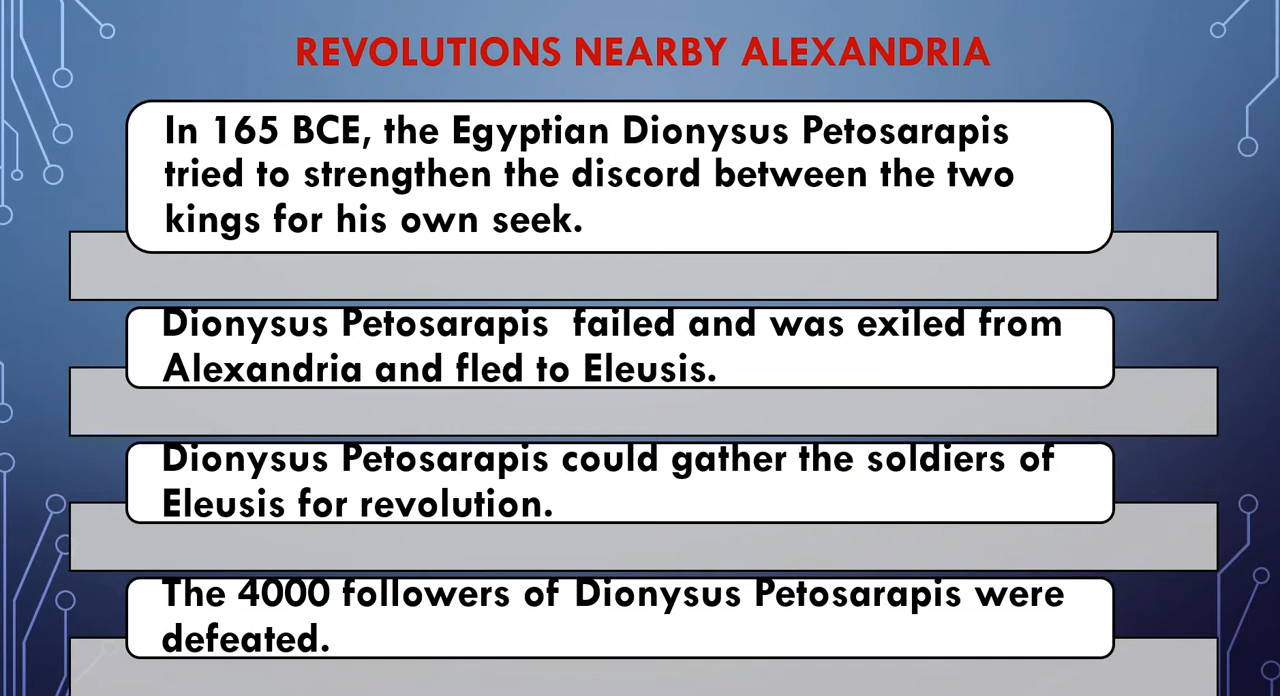 REVOLUTIONS NEARBY ALEXANDRIA
In 165 BCE, the Egyptian Dionysus Petosarapis
tried to strengthen the discord between the two
kings for his own seek.
Dionysus Petosarapis failed and was exiled from
Alexandria and fled to Eleusis.
Dionysus Petosarapis could gather the soldiers of
Eleusis for revolution.
The 4000 followers of Dionysus Petosarapis were
defeated.